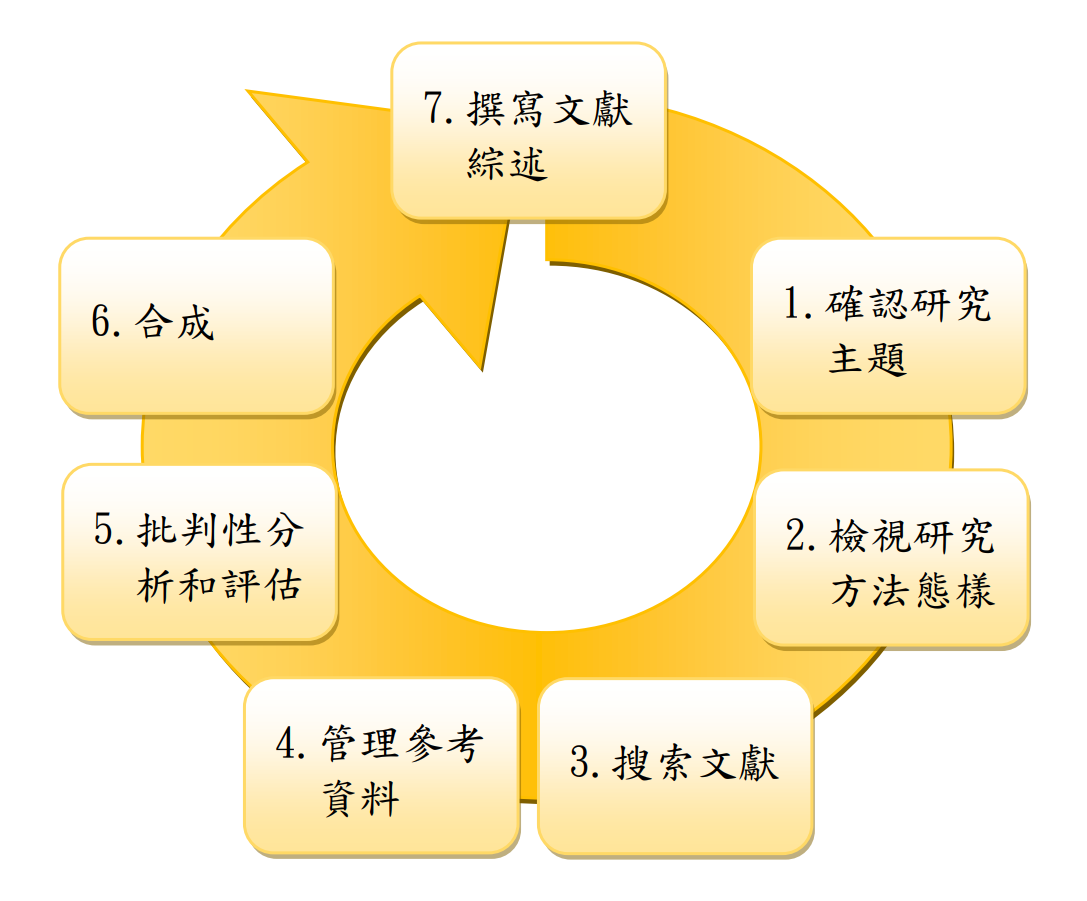 7.撰寫文獻
綜述
1.確認研究
主題
2.檢視研究
方法態樣
3.搜索文獻
4.管理參考
資料
5.批判性分
析和評估
6.合成